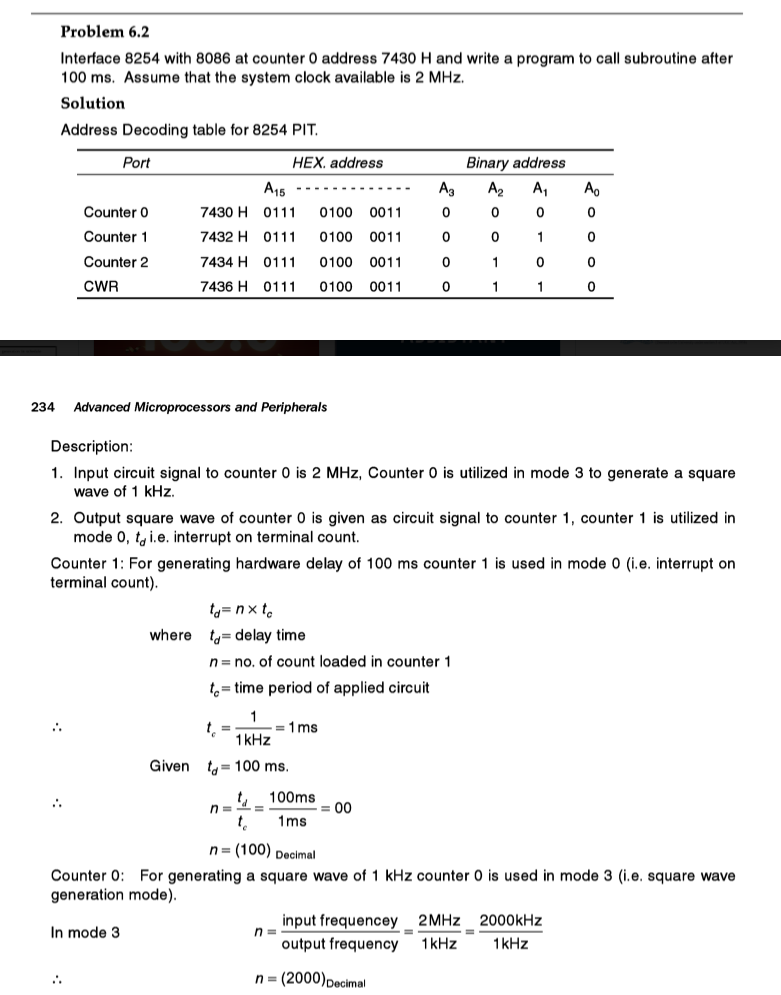 Problem 6.2
Interface 8254 with 8086 at counter 0 address 7430 H and write a program to call subroutine after
100 ms. Assume that the system clock available is 2 MHz.
Solution
Address Decoding table for 8254 PIT.
Port HEX. address Binary address
A15 - - - - - - - - - - - - - A3 A2 A1 A0
Counter 0 7430 H 0111 0100 0011 0 0 0 0
Counter 1 7432 H 0111 0100 0011 0 0 1 0
Counter 2 7434 H 0111 0100 0011 0 1 0 0
CWR 7436 H 0111 0100 0011 0 1 1 0
234 Advanced Microprocessors and Peripherals
Description:
1. Input circuit signal to counter 0 is 2 MHz, Counter 0 is utilized in mode 3 to generate a square
wave of 1 kHz.
2. Output square wave of counter 0 is given as circuit signal to counter 1, counter 1 is utilized in
mode 0, td i.e. interrupt on terminal count.
Counter 1: For generating hardware delay of 100 ms counter 1 is used in mode 0 (i.e. interrupt on
terminal count).
td = n × tc
where td = delay time
n = no. of count loaded in counter 1
tc = time period of applied circuit
∴ tc = 1 / 1kHz = 1ms
Given td = 100 ms.
∴ n = td / tc = 100ms / 1ms = 00
n = (100) Decimal
Counter 0: For generating a square wave of 1 kHz counter 0 is used in mode 3 (i.e. square wave
generation mode).
In mode 3 n = input frequencey / output frequency = 2MHz / 1kHz = 2000kHz / 1kHz
∴ n = (2000)Decimal